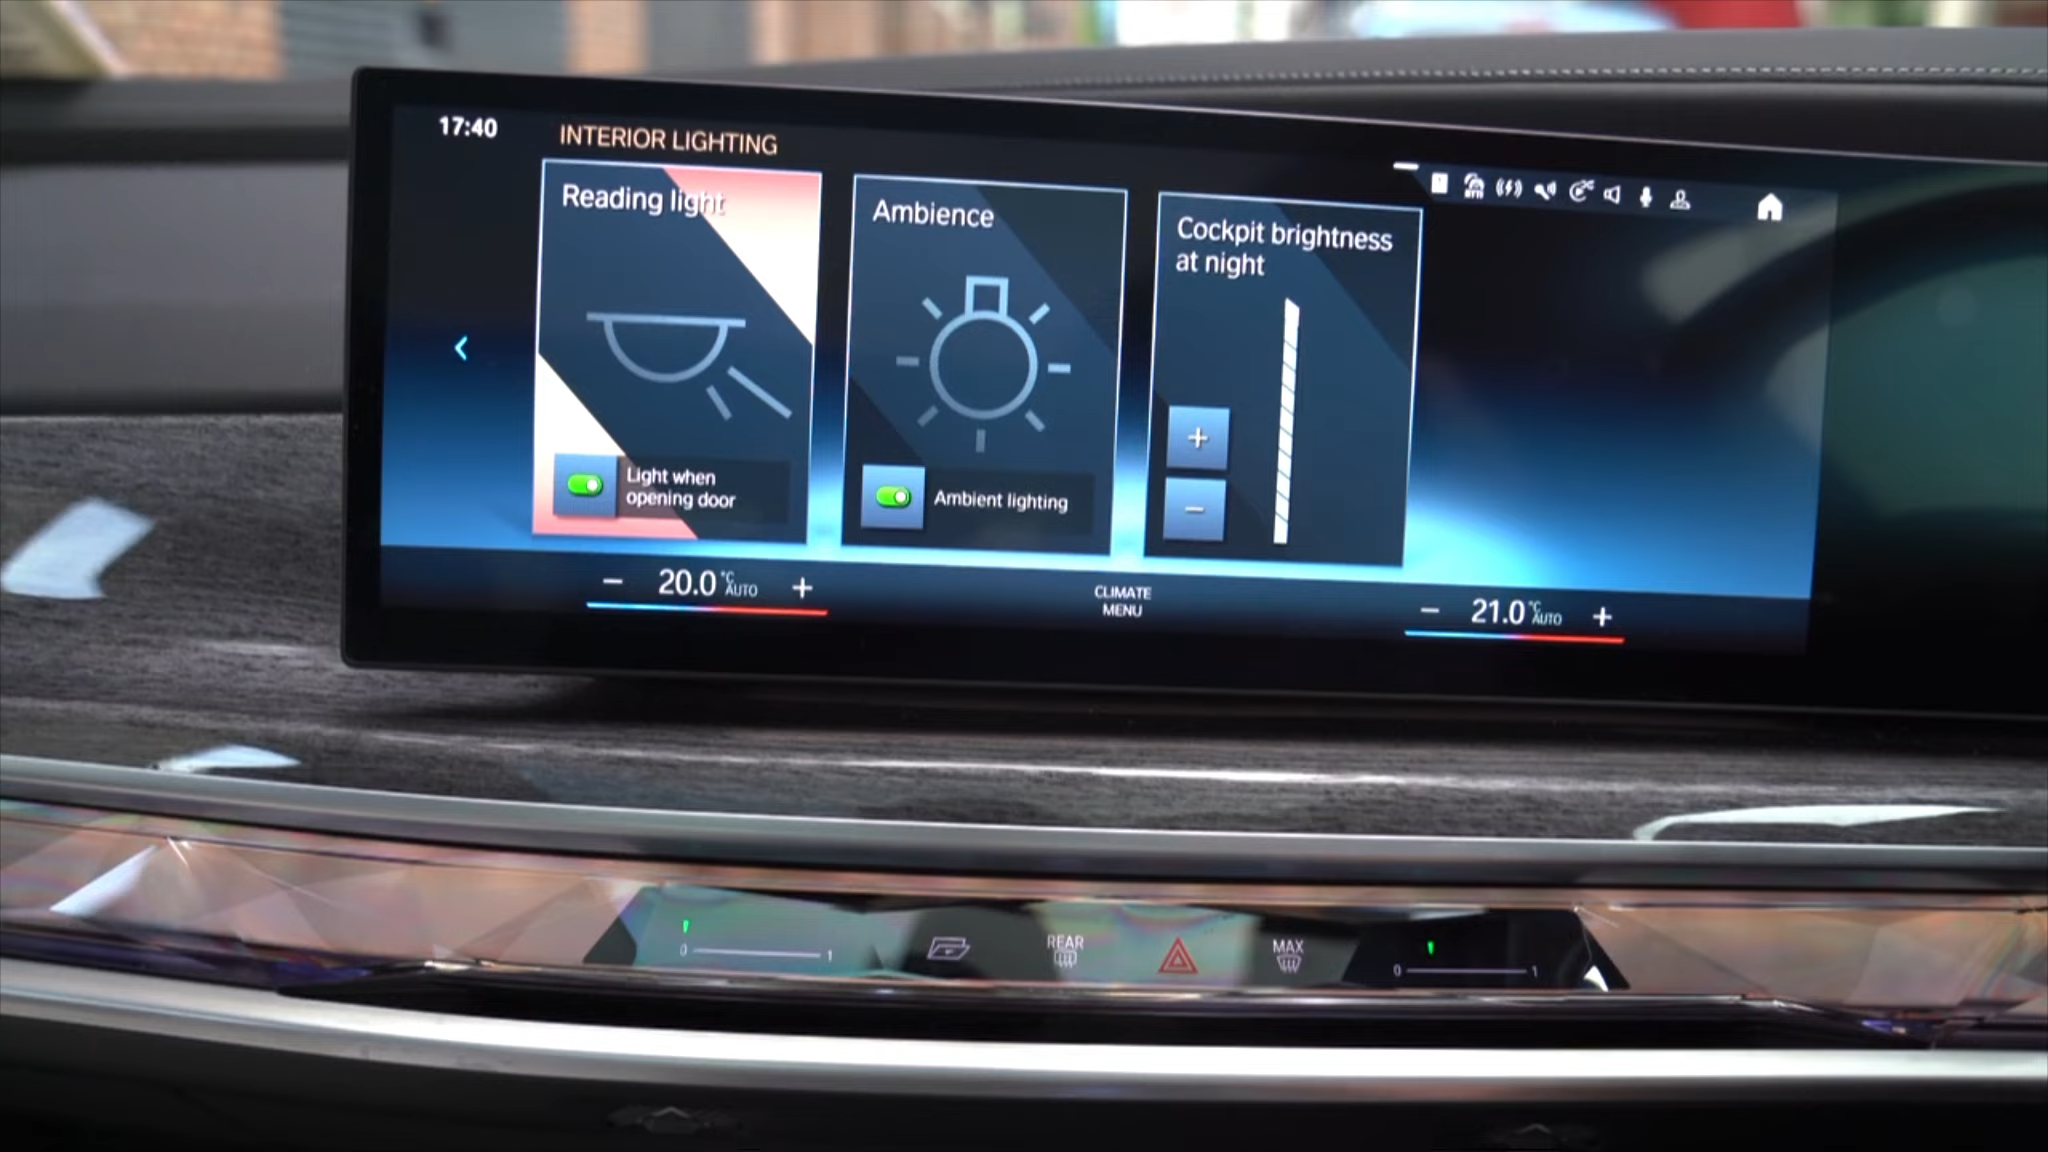 17:40
INTERIOR LIGHTING
Reading light
Light when
opening door
Ambience
Ambient lighting
Cockpit brightness
at night
+
−
− 20.0 °C AUTO +
CLIMATE
MENU
− 21.0 °C AUTO +
0 1
REAR
MAX
0 1